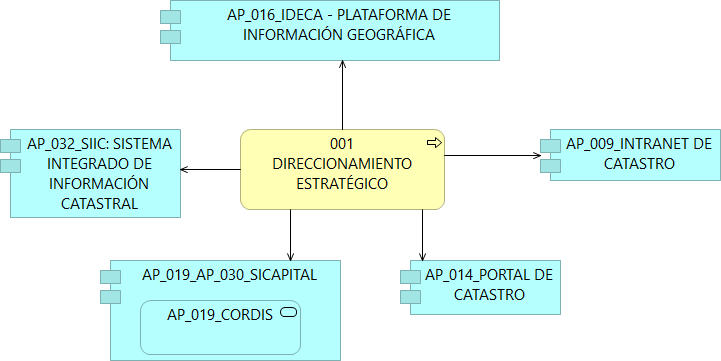 AP_016_IDECA - PLATAFORMA DE
INFORMACIÓN GEOGRÁFICA
AP_032_SIIC: SISTEMA
INTEGRADO DE
INFORMACIÓN
CATASTRAL
001
DIRECCIONAMIENTO
ESTRATÉGICO
AP_009_INTRANET DE
CATASTRO
AP_019_AP_030_SICAPITAL
AP_019_CORDIS
AP_014_PORTAL DE
CATASTRO